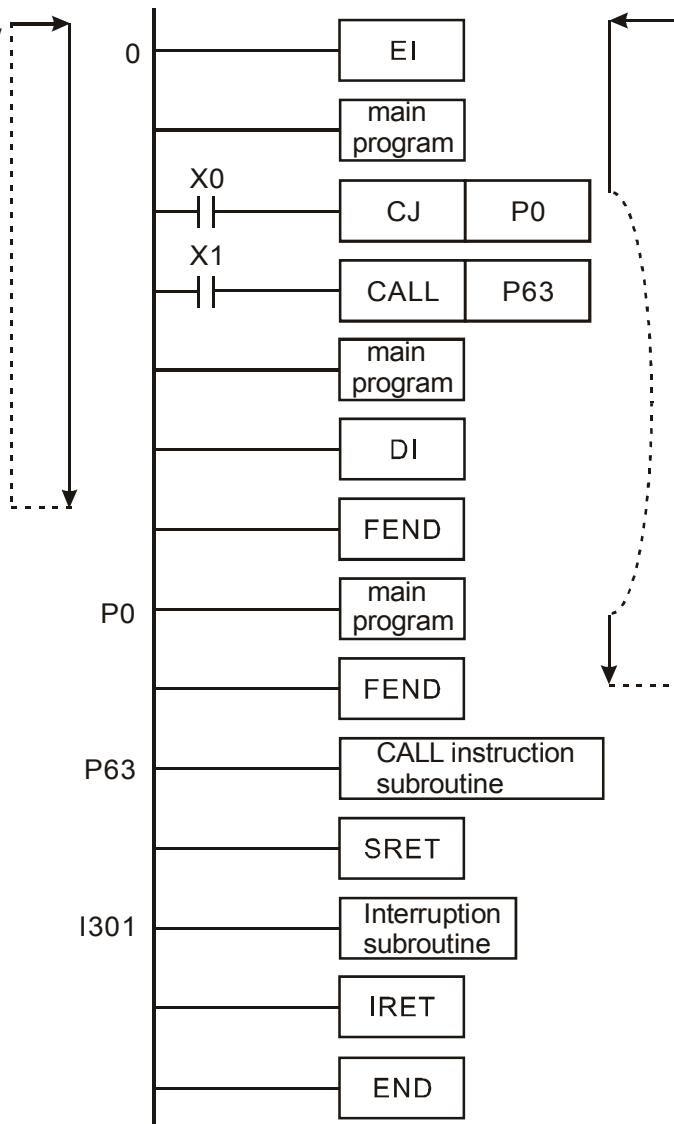 0 EI
main
program
X0
CJ P0
X1
CALL P63
main
program
DI
FEND
P0 main
program
FEND
P63 CALL instruction
subroutine
SRET
I301 Interruption
subroutine
IRET
END